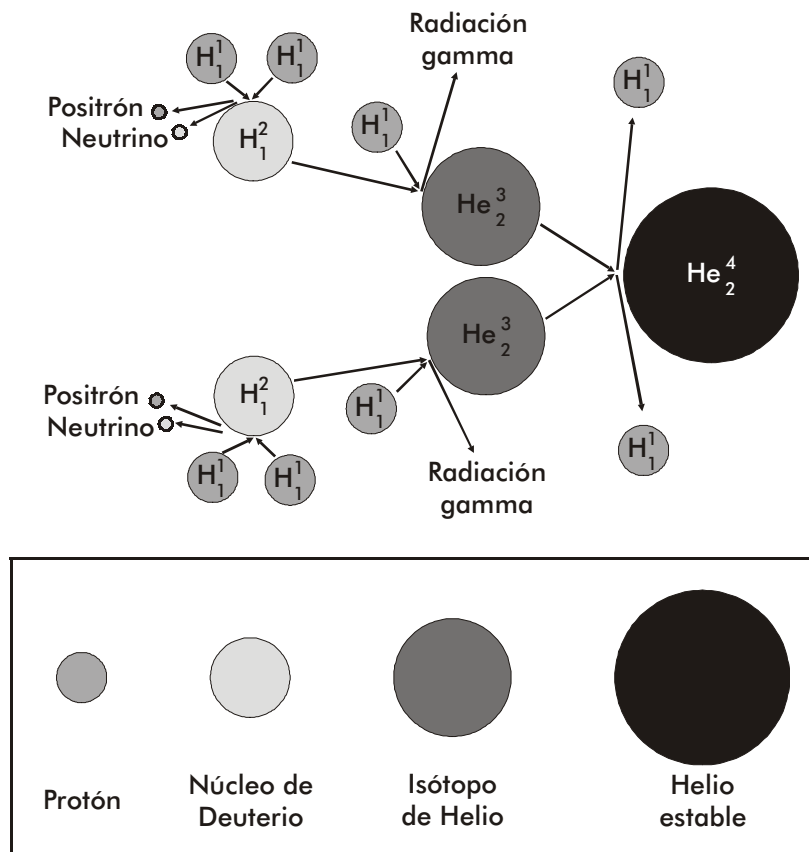 Radiación
gamma
H¹₁ H¹₁
H¹₁
Positrón
Neutrino
H²₁
H¹₁
He³₂
He⁴₂
He³₂
H²₁
Positrón
Neutrino
H¹₁
H¹₁
H¹₁ H¹₁
Radiación
gamma
Protón
Núcleo de
Deuterio
Isótopo
de Helio
Helio
estable